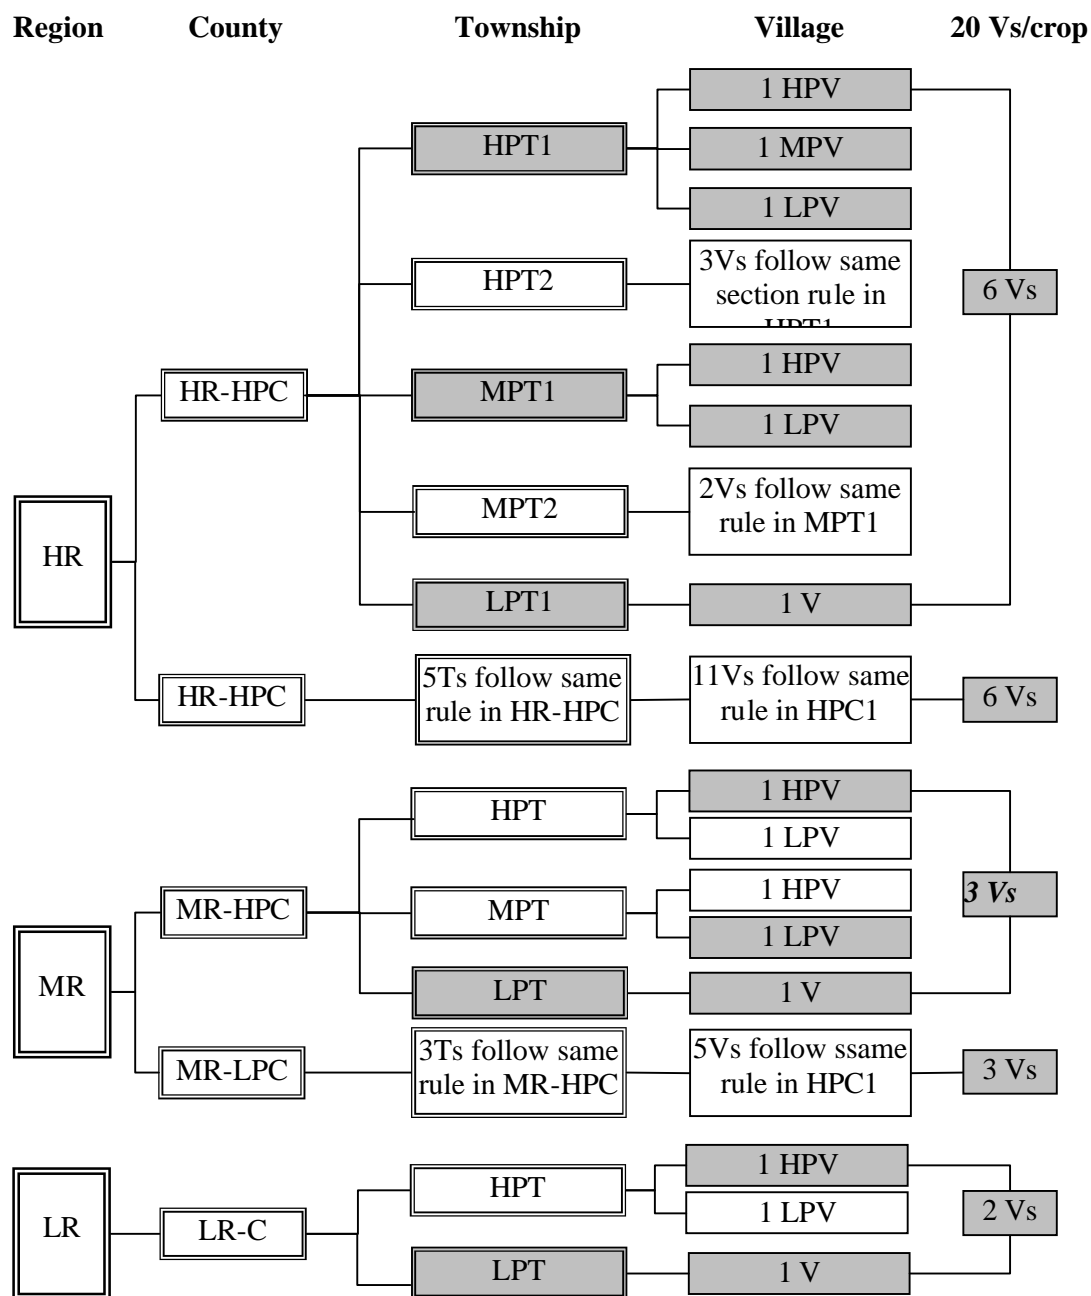 Region County Township Village 20 Vs/crop
1 HPV
HPT1
1 MPV
1 LPV
HPT2
3Vs follow same
section rule in
HPT1
6 Vs
HR-HPC
MPT1
1 HPV
1 LPV
MPT2
2Vs follow same
rule in MPT1
HR
LPT1
1 V
HR-HPC
5Ts follow same
rule in HR-HPC
11Vs follow same
rule in HPC1
6 Vs
HPT
1 HPV
1 LPV
MR-HPC
MPT
1 HPV
1 LPV
3 Vs
MR
LPT
1 V
MR-LPC
3Ts follow same
rule in MR-HPC
5Vs follow ssame
rule in HPC1
3 Vs
HPT
1 HPV
1 LPV
2 Vs
LR
LR-C
LPT
1 V